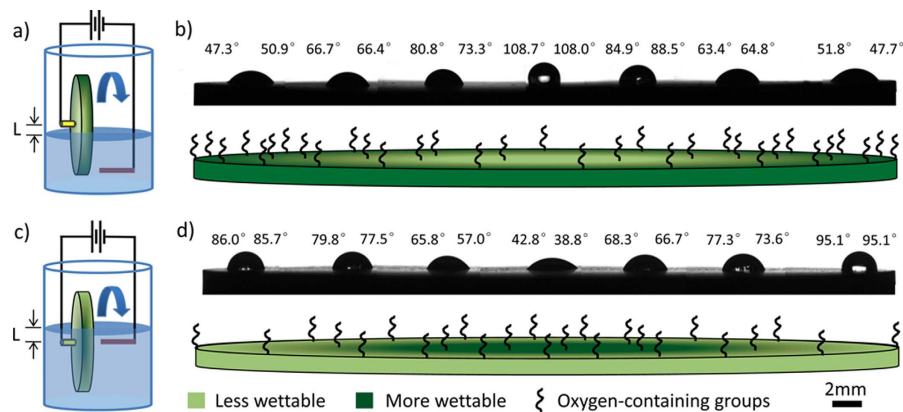 a)
L
b)
47.3° 50.9° 66.7° 66.4° 80.8° 73.3° 108.7° 108.0° 84.9° 88.5° 63.4° 64.8° 51.8° 47.7°
c)
L
d)
86.0° 85.7° 79.8° 77.5° 65.8° 57.0° 42.8° 38.8° 68.3° 66.7° 77.3° 73.6° 95.1° 95.1°
Less wettable More wettable Oxygen-containing groups 2mm